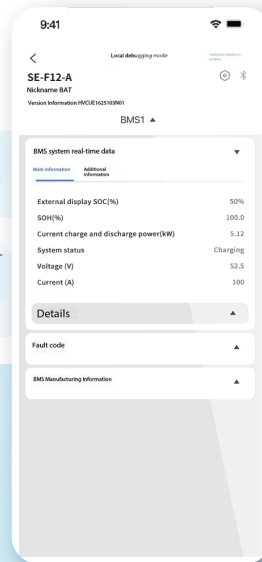 9:41
Local debugging mode
SE-F12-A
Nickname BAT
Version Information HVCUE1625103N01
BMS1 ▲
BMS system real-time data ▼
Main information
Additional
information
External display SOC(%) 50%
SOH(%) 100.0
Current charge and discharge power(kW) 5.12
System status Charging
Voltage (V) 52.5
Current (A) 100
Details ▲
Fault code ▲
BMS Manufacturing Information ▲